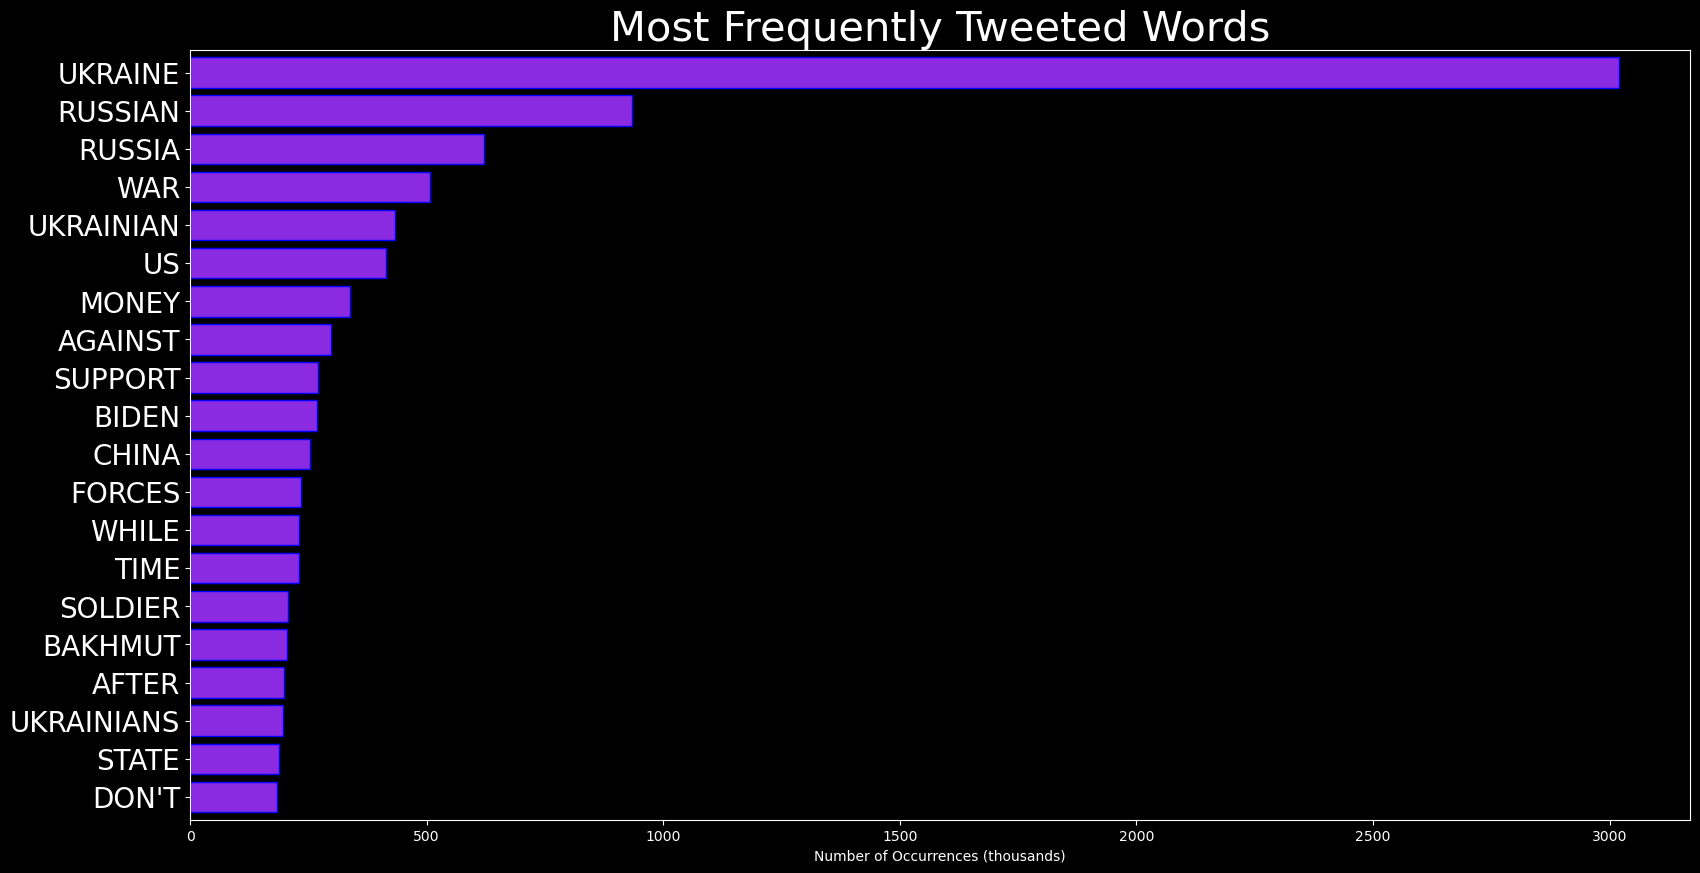 Most Frequently Tweeted Words
UKRAINE
RUSSIAN
RUSSIA
WAR
UKRAINIAN
US
MONEY
AGAINST
SUPPORT
BIDEN
CHINA
FORCES
WHILE
TIME
SOLDIER
BAKHMUT
AFTER
UKRAINIANS
STATE
DON'T
0 500 1000 1500 2000 2500 3000
Number of Occurrences (thousands)